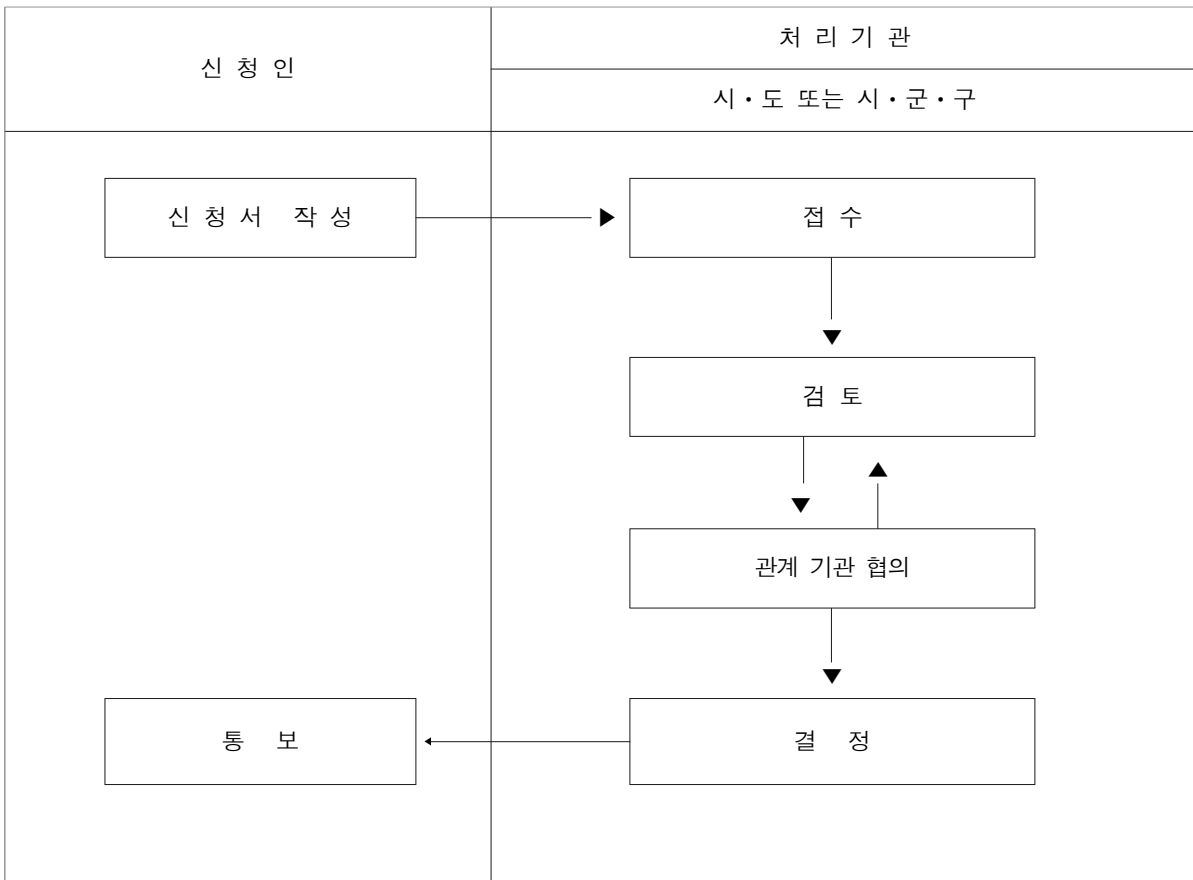 신 청 인
처 리 기 관
시·도 또는 시·군·구
신 청 서 작 성
접 수
검 토
관계 기관 협의
통 보
결 정